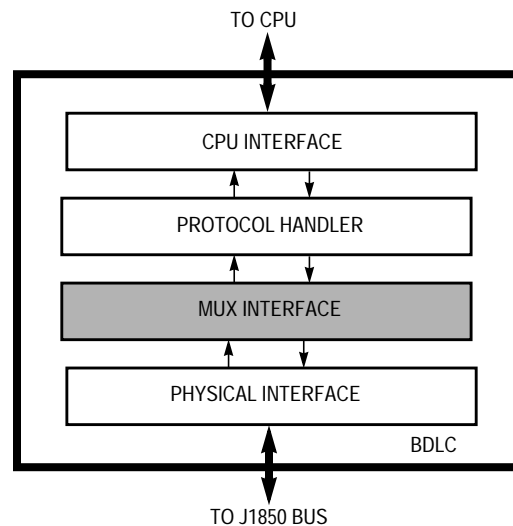 TO CPU
CPU INTERFACE
PROTOCOL HANDLER
MUX INTERFACE
PHYSICAL INTERFACE
BDLC
TO J1850 BUS